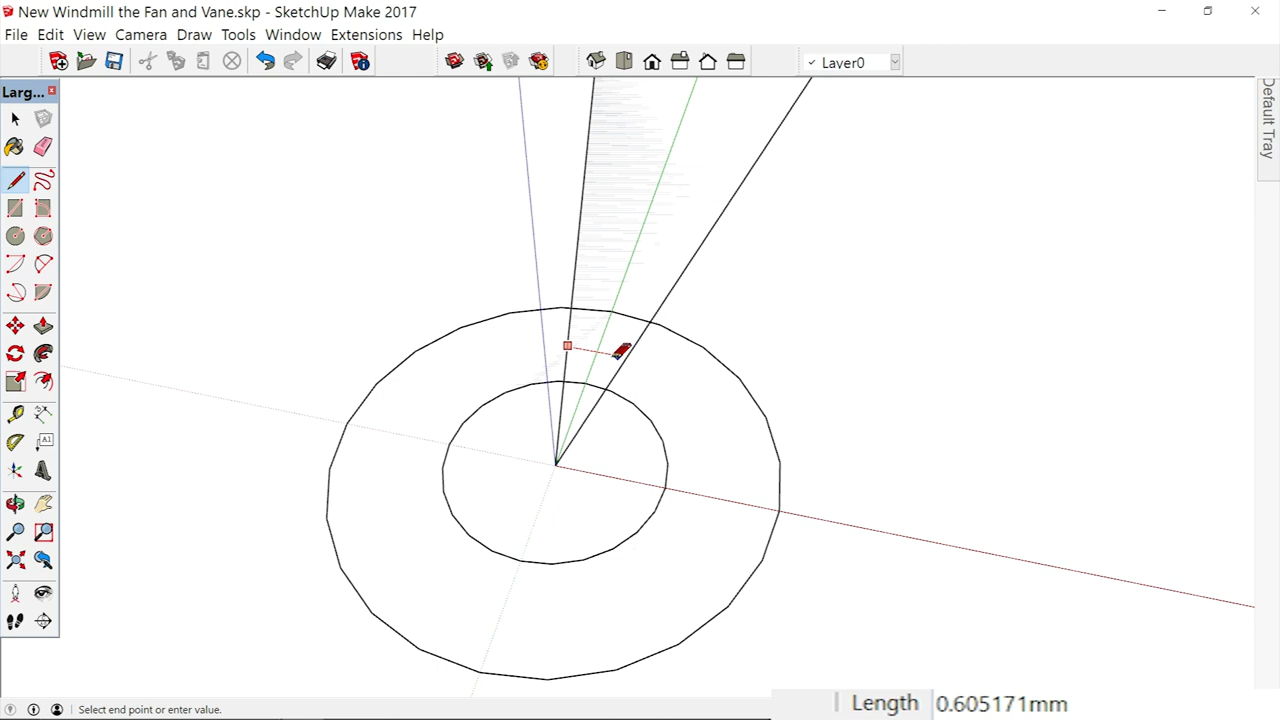 New Windmill the Fan and Vane.skp - SketchUp Make 2017
File Edit View Camera Draw Tools Window Extensions Help
Layer0
Larg...
Default Tray
A1
Select end point or enter value.
Length 0.605171mm